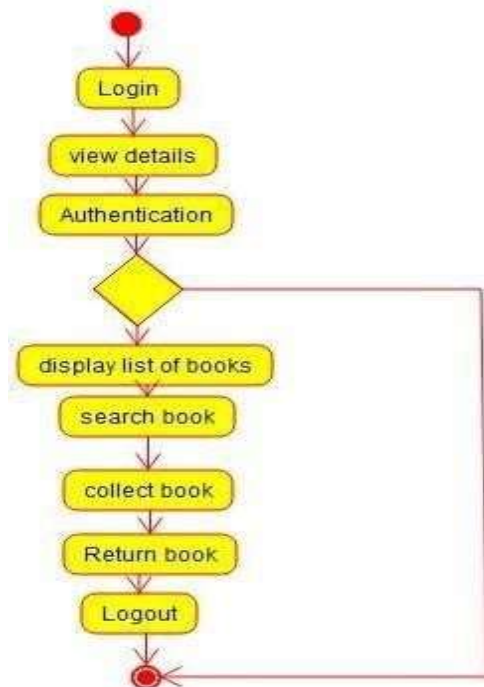 Login
view details
Authentication
display list of books
search book
collect book
Return book
Logout